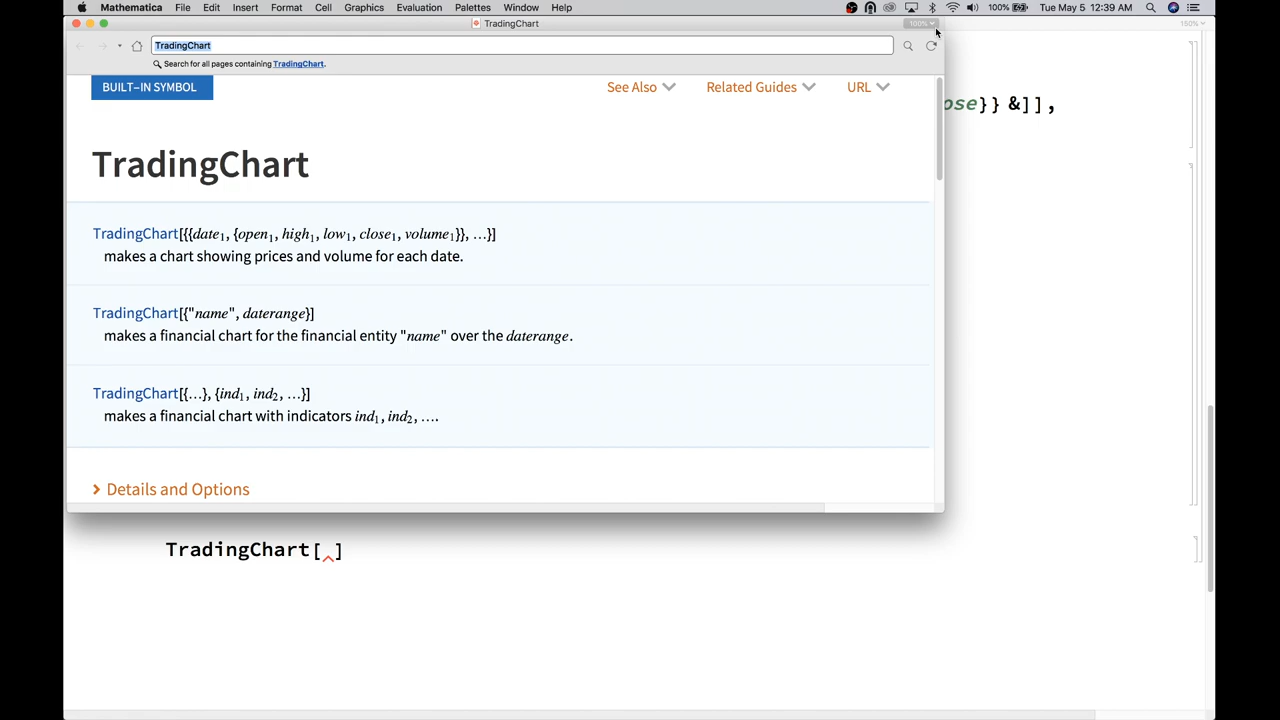 Mathematica File Edit Insert Format Cell Graphics Evaluation Palettes Window Help 100% Tue May 5 12:39 AM
TradingChart 100% 150%
TradingChart
Search for all pages containing TradingChart.
BUILT-IN SYMBOL See Also Related Guides URL
ose}} &]],
TradingChart
TradingChart[{{date1, {open1, high1, low1, close1, volume1}}, …}]
makes a chart showing prices and volume for each date.
TradingChart[{"name", daterange}]
makes a financial chart for the financial entity "name" over the daterange.
TradingChart[{…}, {ind1, ind2, …}]
makes a financial chart with indicators ind1, ind2, ….
Details and Options
TradingChart[ ]